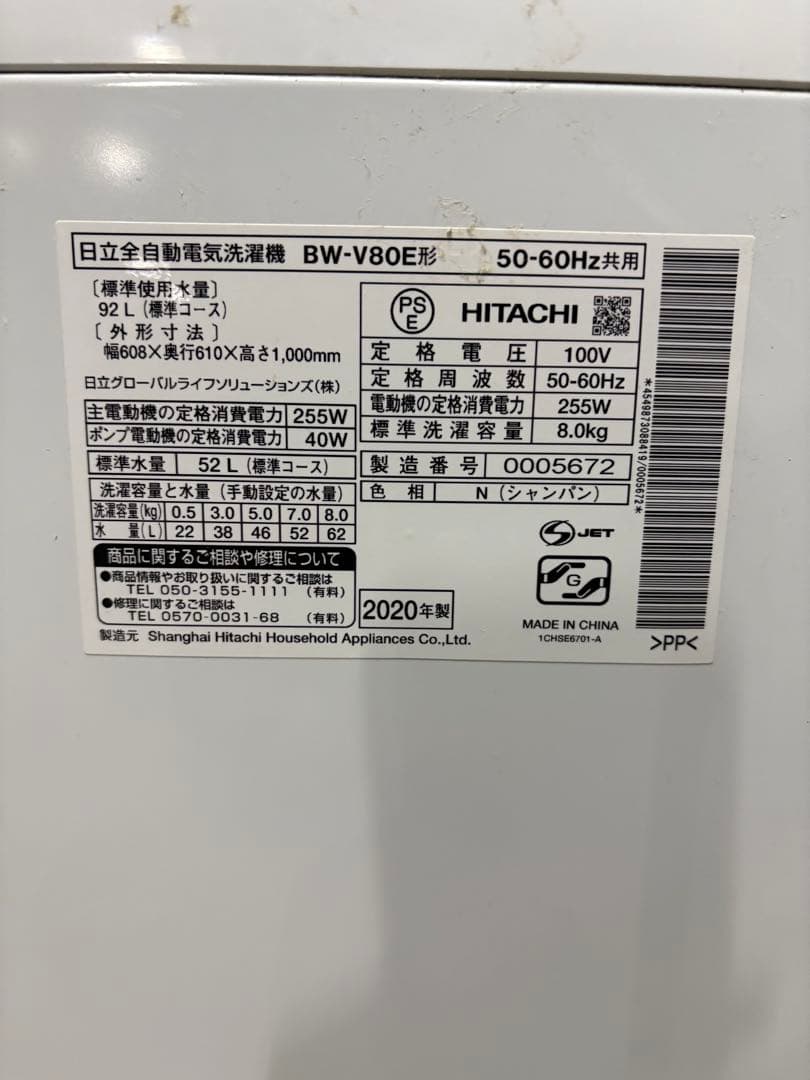 日立全自動電気洗濯機 BW-V80E形 50-60Hz共用
〔標準使用水量〕
92 L (標準コース)
〔外形寸法〕
幅608×奥行610×高さ1,000mm
日立グローバルライフソリューションズ(株)
主電動機の定格消費電力 255W
ポンプ電動機の定格消費電力 40W
標準水量 52 L (標準コース)
洗濯容量と水量 (手動設定の水量)
洗濯容量(kg) 0.5 3.0 5.0 7.0 8.0
水量(L) 22 38 46 52 62
商品に関するご相談や修理について
●商品情報やお取り扱いに関するご相談は
TEL 050-3155-1111 (有料)
●修理に関するご相談は
TEL 0570-0031-68 (有料)
製造元 Shanghai Hitachi Household Appliances Co.,Ltd.
PSE HITACHI
定格電圧 100V
定格周波数 50-60Hz
電動機の定格消費電力 255W
標準洗濯容量 8.0kg
製造番号 0005672
色相 N (シャンパン)
S JET
G
2020年製
MADE IN CHINA
1CHSE6701-A
*4549873088419/0005672*
>PP<